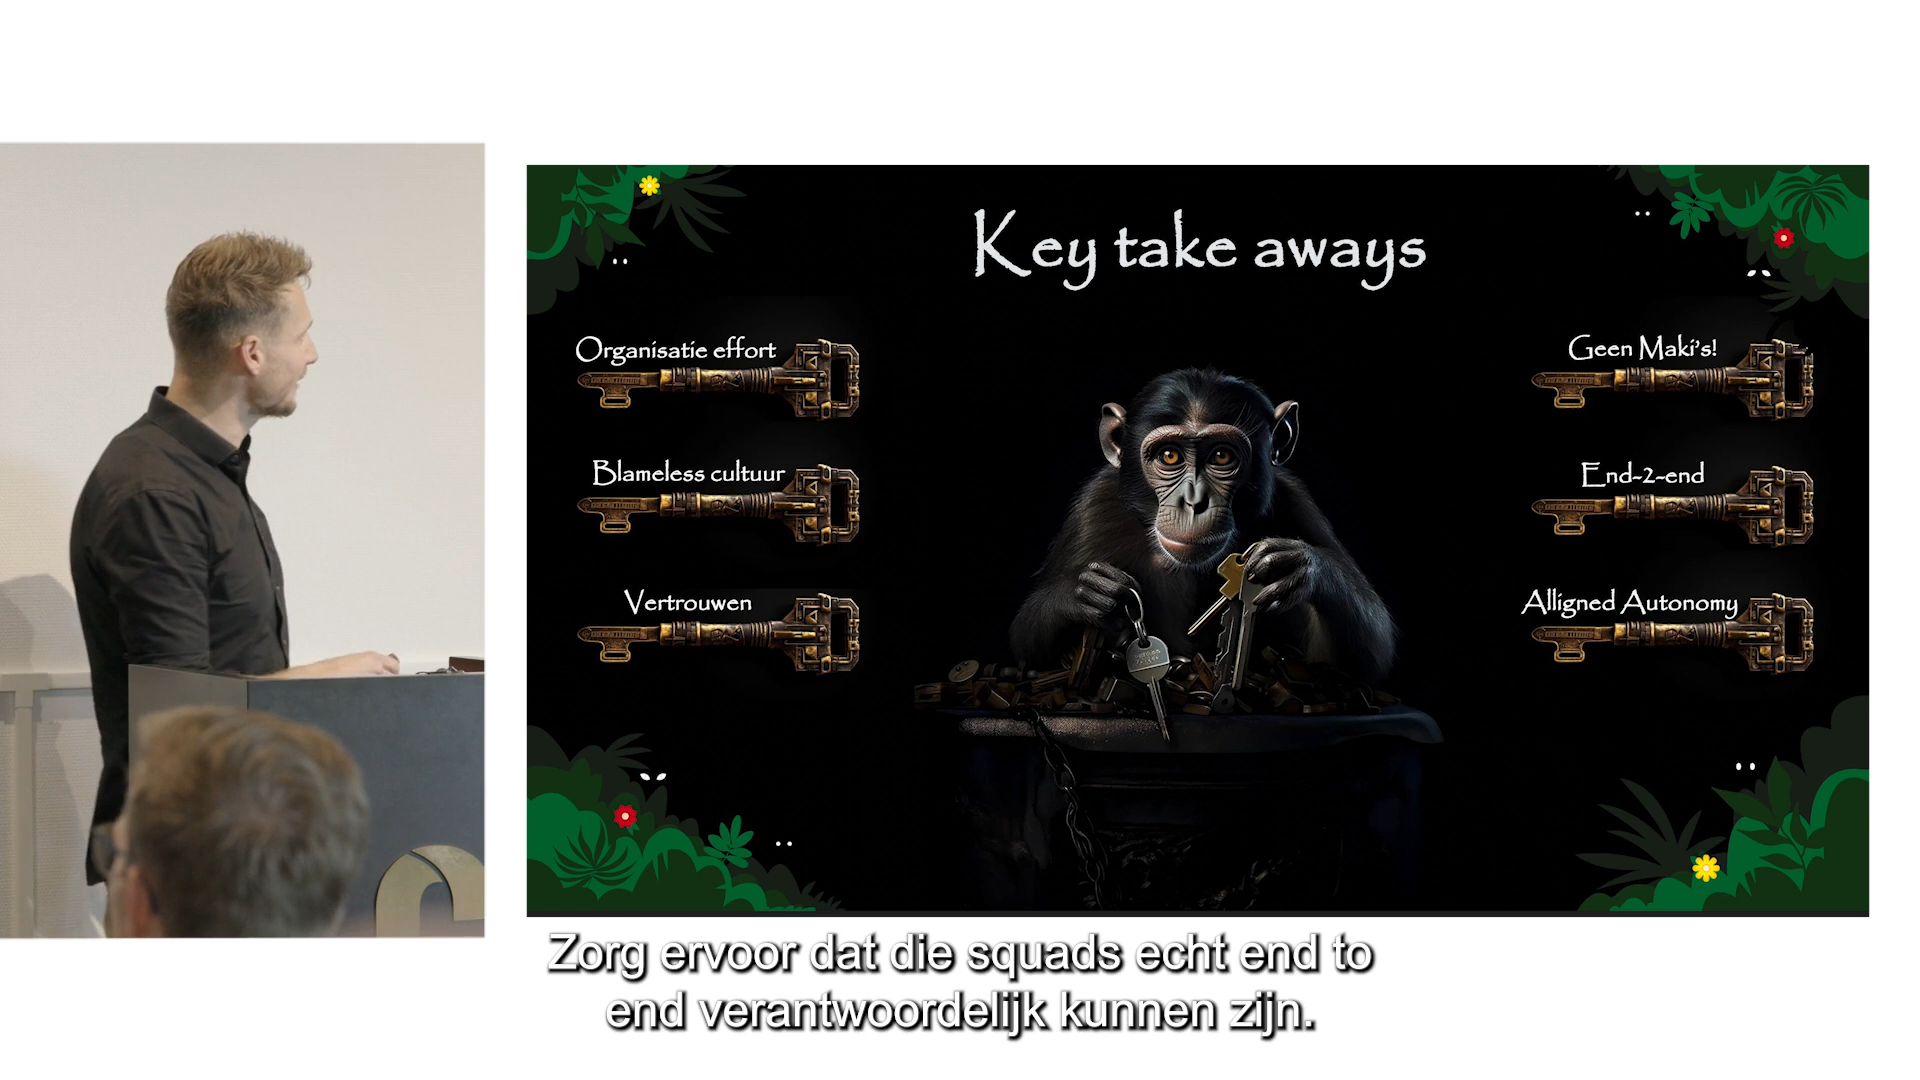 Key take aways
Organisatie effort
Blameless cultuur
Vertrouwen
Geen Maki's!
End-2-end
Alligned Autonomy
Zorg ervoor dat die squads echt end to
end verantwoordelijk kunnen zijn.